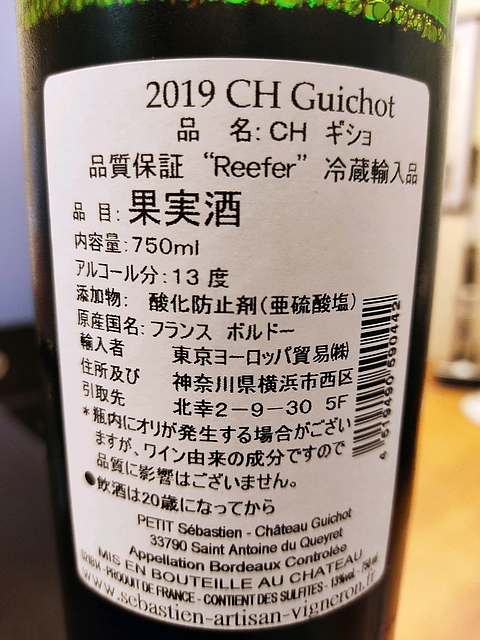 2019 CH Guichot
品 名: CH ギショ
品質保証 “Reefer” 冷蔵輸入品
品目: 果実酒
内容量: 750ml
アルコール分: 13 度
添加物: 酸化防止剤(亜硫酸塩)
原産国名: フランス ボルドー
輸入者 東京ヨーロッパ貿易㈱
住所及び 神奈川県横浜市西区
引取先 北幸2-9-30 5F
*瓶内にオリが発生する場合がござい
ますが、ワイン由来の成分ですので
品質に影響はございません。
●飲酒は20歳になってから
4 519490 590442
PETIT Sébastien - Château Guichot
33790 Saint Antoine du Queyret
Appellation Bordeaux Controlée
MIS EN BOUTEILLE AU CHATEAU
PRODUIT DE FRANCE - CONTIENT DES SULFITES - 13%vol. - 750 ml
www.sebastien-artisan-vigneron.fr